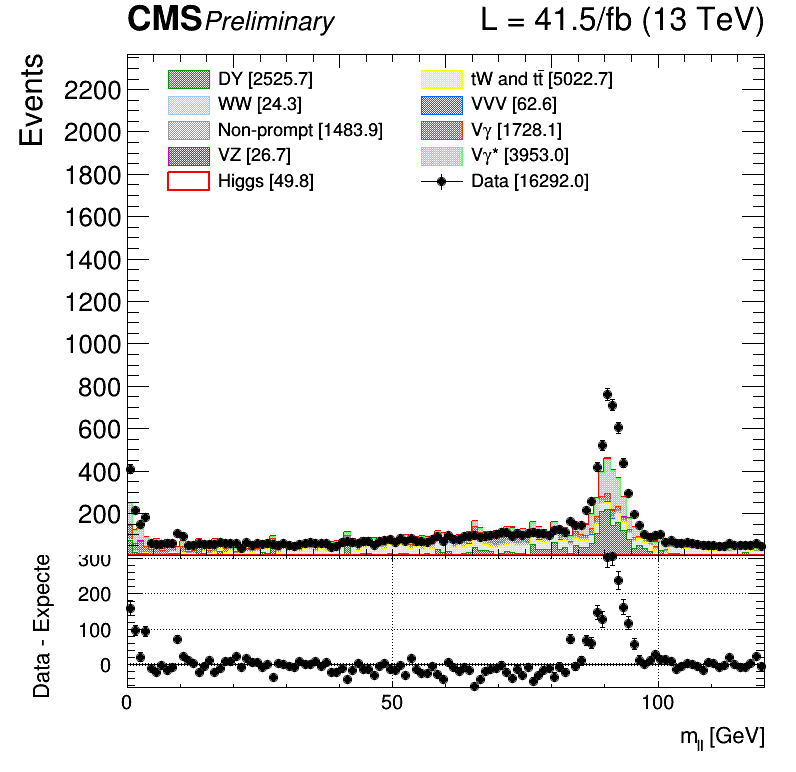 CMS Preliminary L = 41.5/fb (13 TeV)
Events
2200
2000
1800
1600
1400
1200
1000
800
600
400
200
DY [2525.7]
WW [24.3]
Non-prompt [1483.9]
VZ [26.7]
Higgs [49.8]
tW and tt̄ [5022.7]
VVV [62.6]
Vγ [1728.1]
Vγ* [3953.0]
Data [16292.0]
Data - Expecte
300
200
100
0
0 50 100
m_ll [GeV]